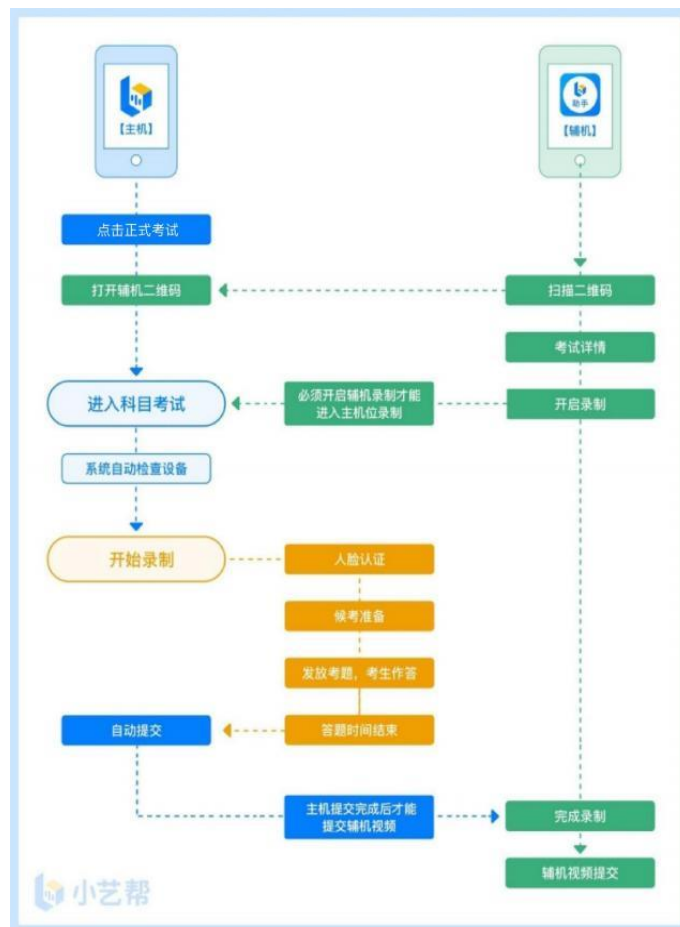 【主机】
助手
【辅机】
点击正式考试
打开辅机二维码
扫描二维码
考试详情
进入科目考试
必须开启辅机录制才能
进入主机位录制
开启录制
系统自动检查设备
开始录制
人脸认证
候考准备
发放考题，考生作答
自动提交
答题时间结束
主机提交完成后才能
提交辅机视频
完成录制
辅机视频提交
小艺帮